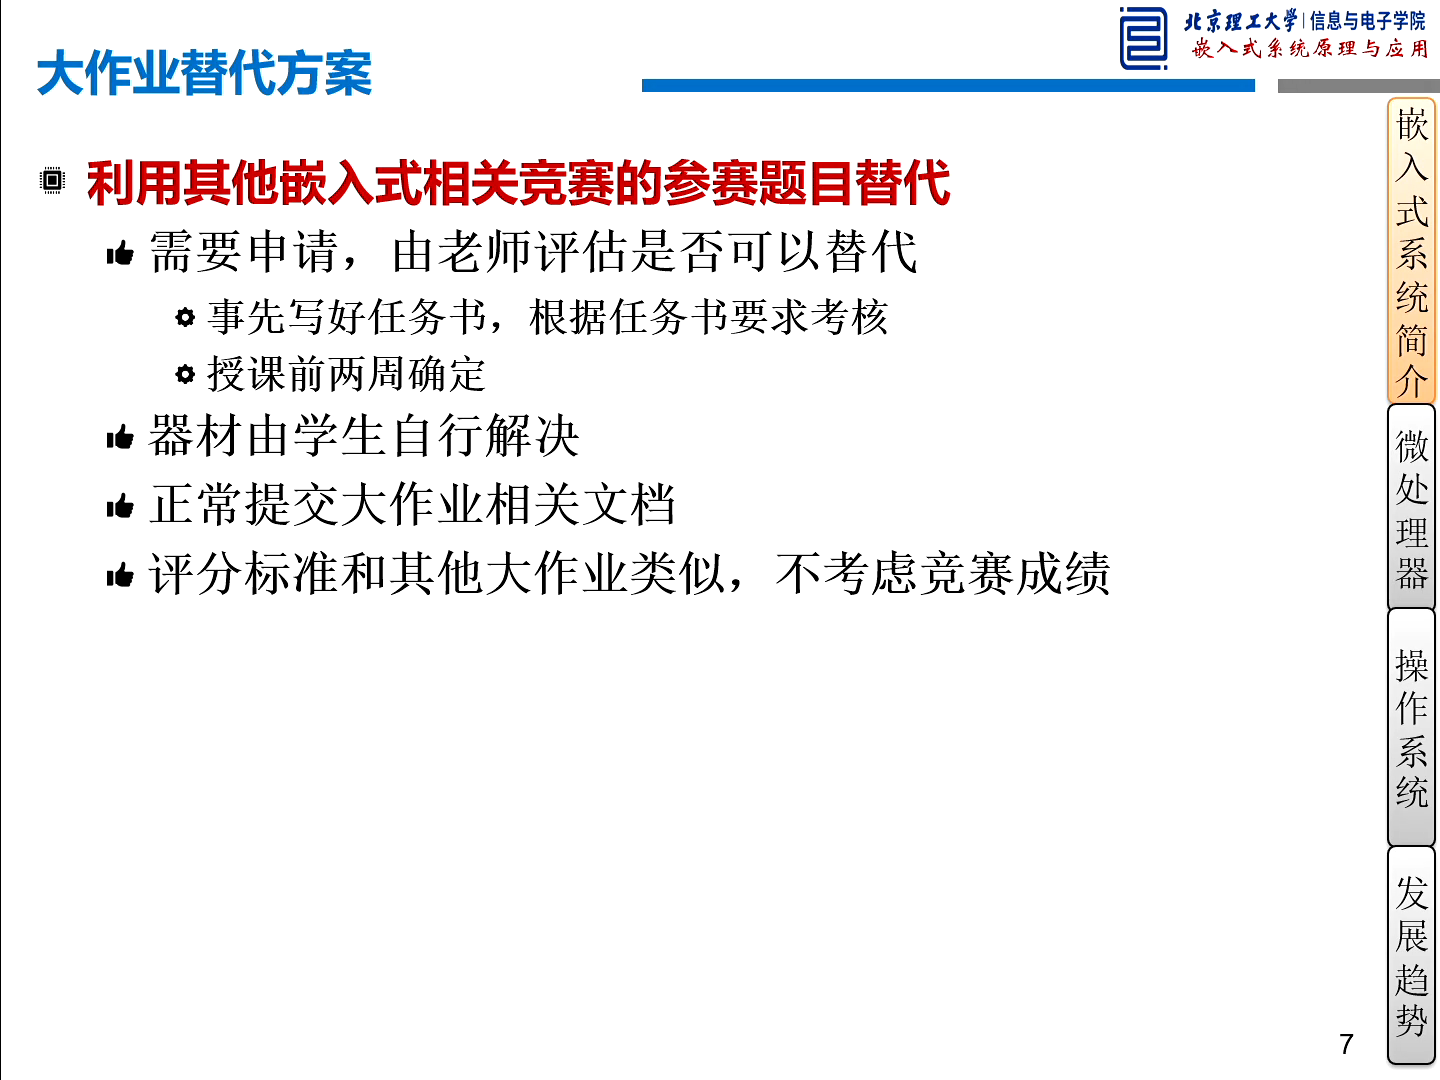 北京理工大学|信息与电子学院
嵌入式系统原理与应用
大作业替代方案
利用其他嵌入式相关竞赛的参赛题目替代
需要申请，由老师评估是否可以替代
事先写好任务书，根据任务书要求考核
授课前两周确定
器材由学生自行解决
正常提交大作业相关文档
评分标准和其他大作业类似，不考虑竞赛成绩
嵌入式系统简介
微处理器
操作系统
发展趋势
7